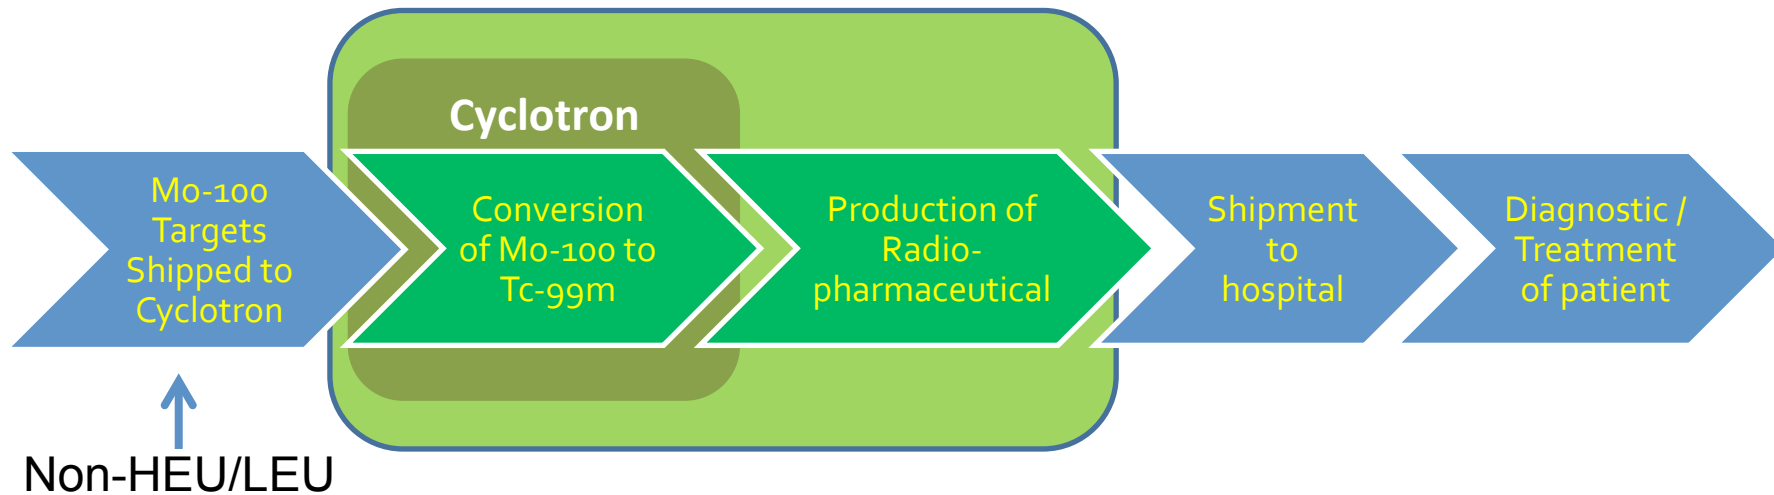 Cyclotron
Mo-100
Targets
Shipped to
Cyclotron
Conversion
of Mo-100 to
Tc-99m
Production of
Radio-
pharmaceutical
Shipment
to
hospital
Diagnostic /
Treatment
of patient
Non-HEU/LEU